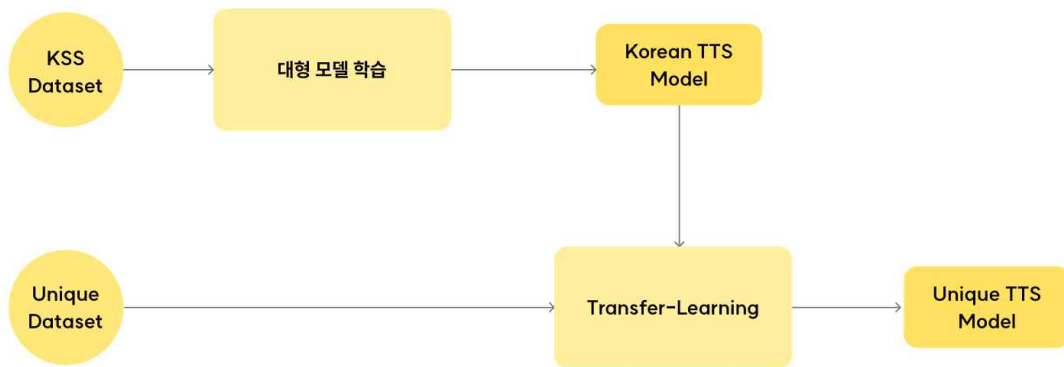 KSS
Dataset
대형 모델 학습
Korean TTS
Model
Unique
Dataset
Transfer-Learning
Unique TTS
Model